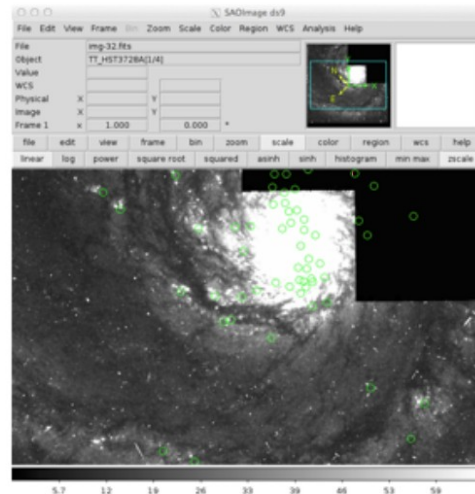 SAOImage ds9
File Edit View Frame Bin Zoom Scale Color Region WCS Analysis Help
File img-32.fits
Object TT_HST3728A[1/4]
Value
WCS
Physical X Y
Image X Y
Frame 1 x 1.000 0.000 °
file edit view frame bin zoom scale color region wcs help
linear log power square root squared asinh sinh histogram min max zscale
5.7 12 19 26 33 39 46 53 59